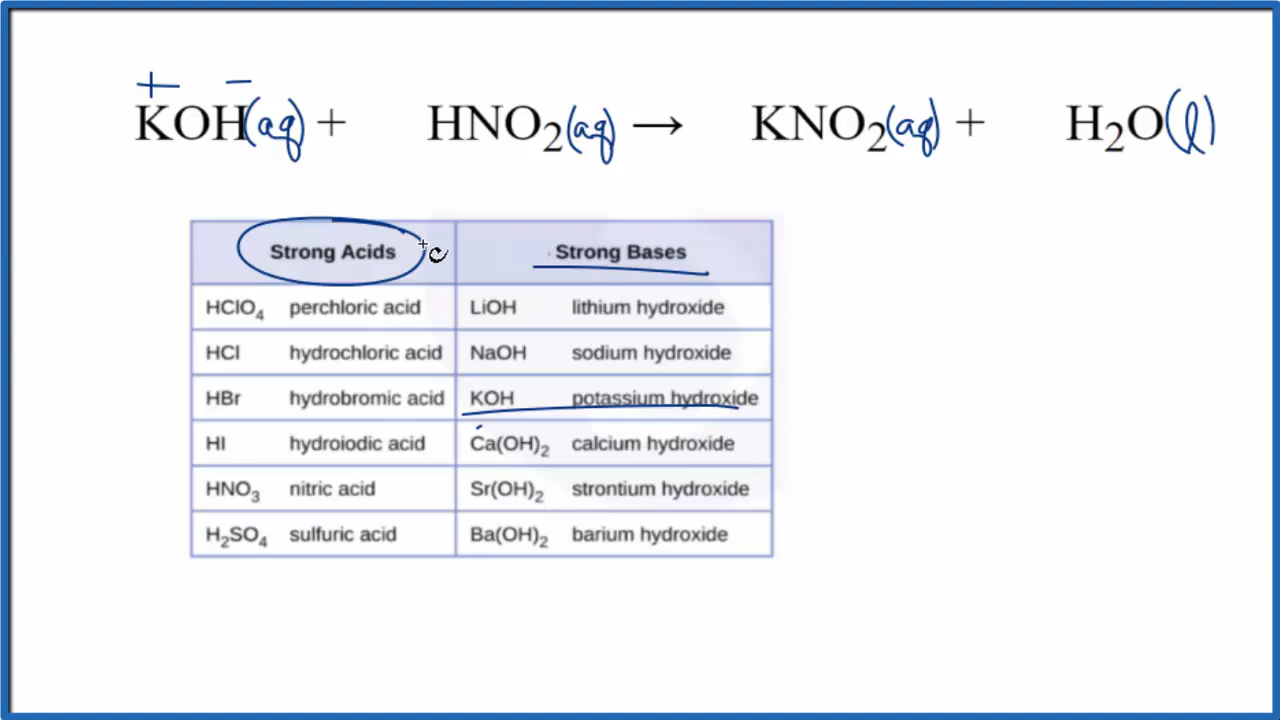 + −
KOH(aq) + HNO₂(aq) → KNO₂(aq) + H₂O(l)
Strong Acids Strong Bases
HClO₄ perchloric acid LiOH lithium hydroxide
HCl hydrochloric acid NaOH sodium hydroxide
HBr hydrobromic acid KOH potassium hydroxide
HI hydroiodic acid Ca(OH)₂ calcium hydroxide
HNO₃ nitric acid Sr(OH)₂ strontium hydroxide
H₂SO₄ sulfuric acid Ba(OH)₂ barium hydroxide